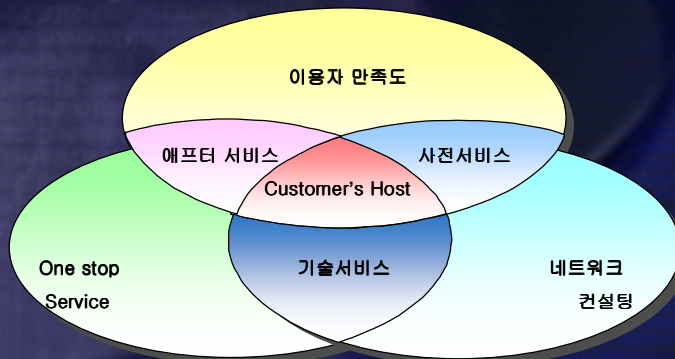 이용자 만족도
애프터 서비스
사전서비스
Customer's Host
One stop
Service
기술서비스
네트워크
컨설팅